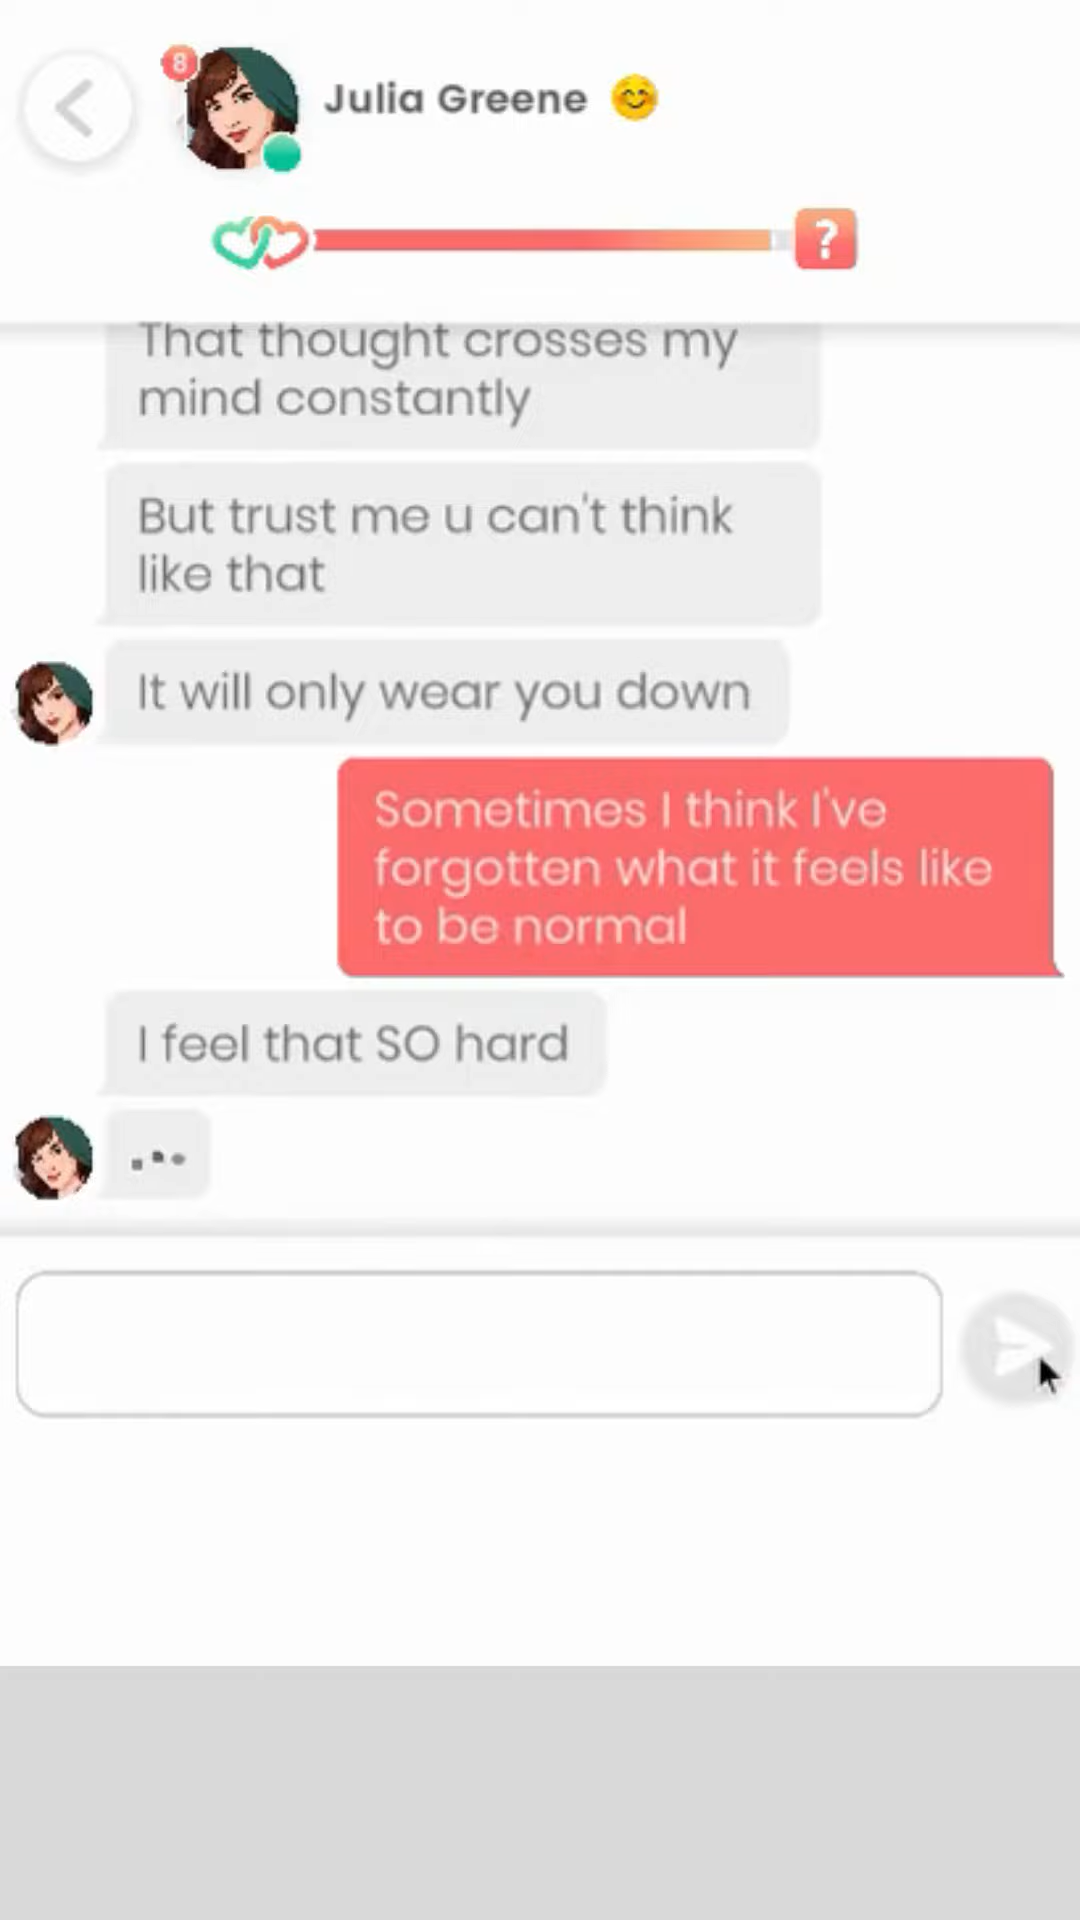 8
Julia Greene 😊
?
That thought crosses my
mind constantly
But trust me u can't think
like that
It will only wear you down
Sometimes I think I've
forgotten what it feels like
to be normal
I feel that SO hard